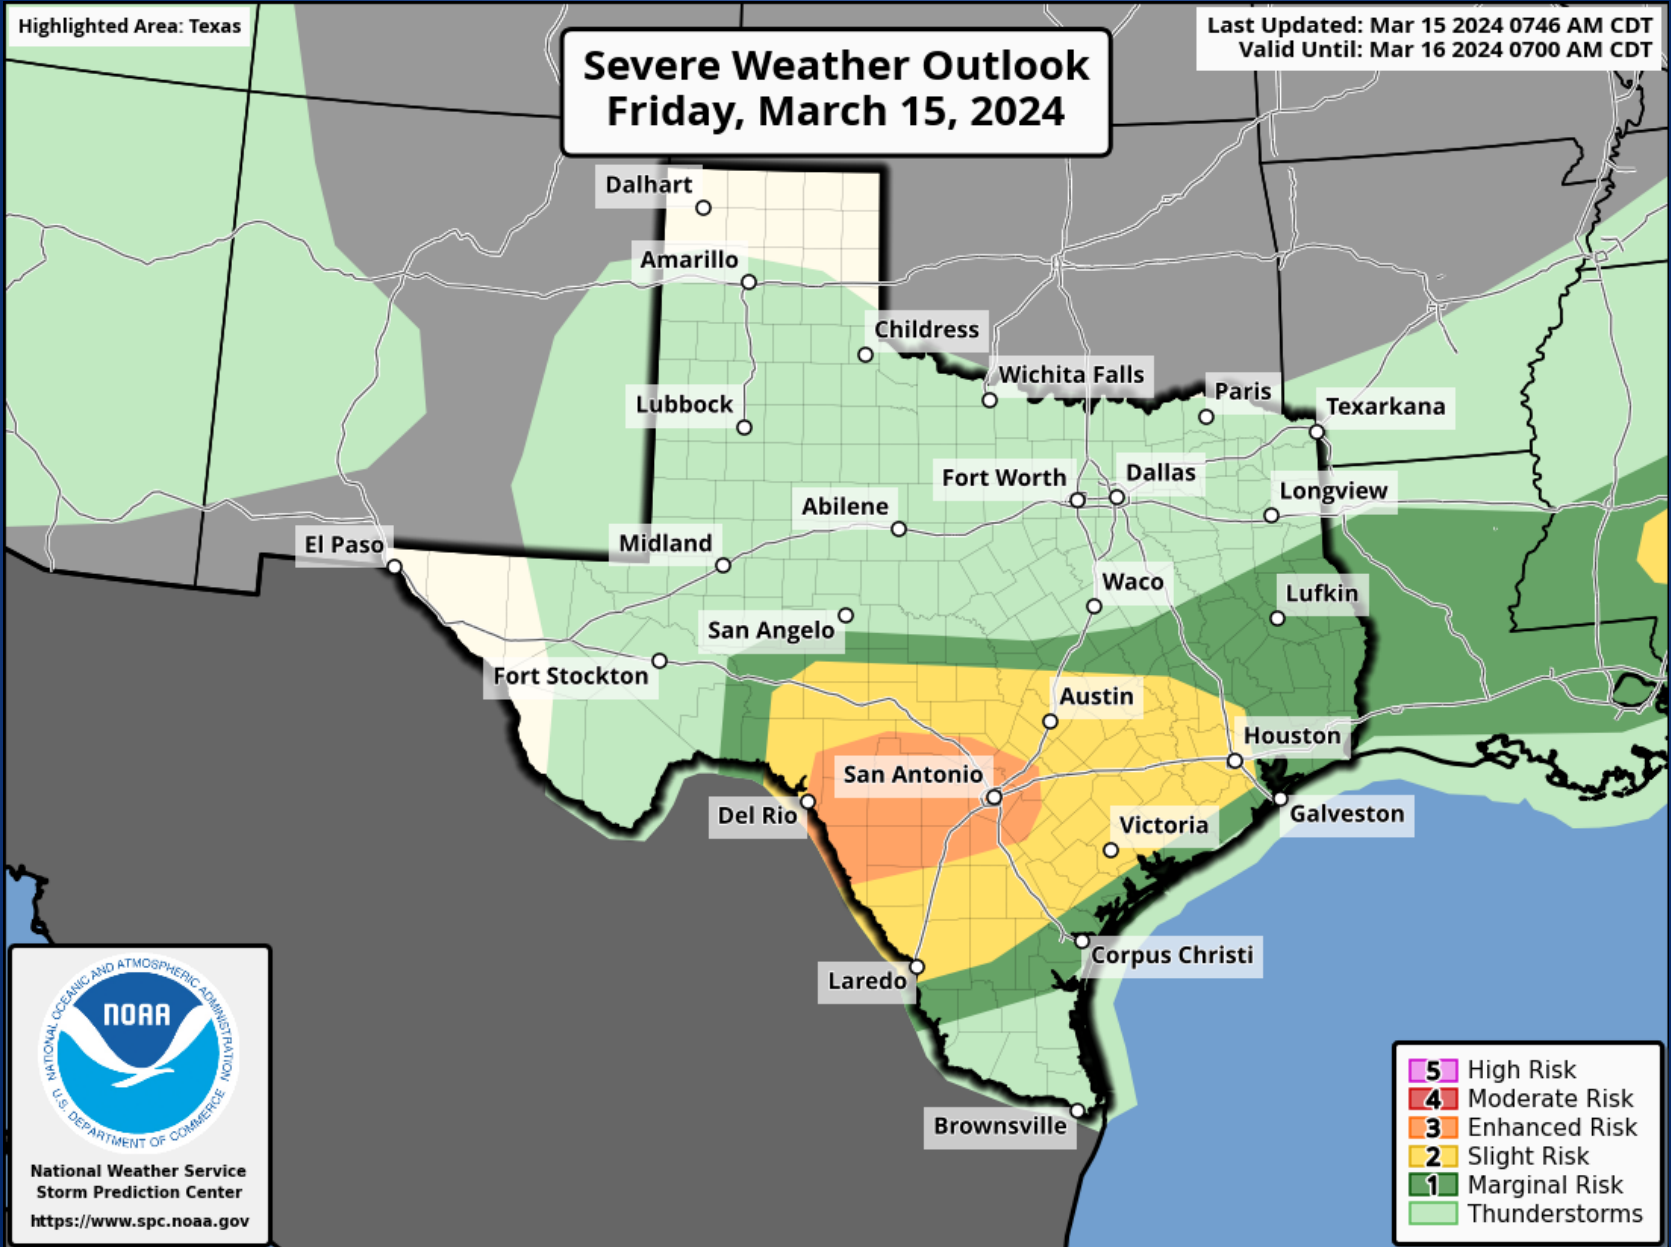 Highlighted Area: Texas
Last Updated: Mar 15 2024 0746 AM CDT
Valid Until: Mar 16 2024 0700 AM CDT
Severe Weather Outlook
Friday, March 15, 2024
Dalhart
Amarillo
Childress
Wichita Falls
Lubbock
Paris
Texarkana
Fort Worth
Dallas
Longview
Abilene
El Paso
Midland
Waco
Lufkin
San Angelo
Fort Stockton
Austin
Houston
San Antonio
Del Rio
Victoria
Galveston
Corpus Christi
Laredo
Brownsville
NATIONAL OCEANIC AND ATMOSPHERIC ADMINISTRATION
NOAA
U.S. DEPARTMENT OF COMMERCE
National Weather Service
Storm Prediction Center
https://www.spc.noaa.gov
5 High Risk
4 Moderate Risk
3 Enhanced Risk
2 Slight Risk
1 Marginal Risk
Thunderstorms